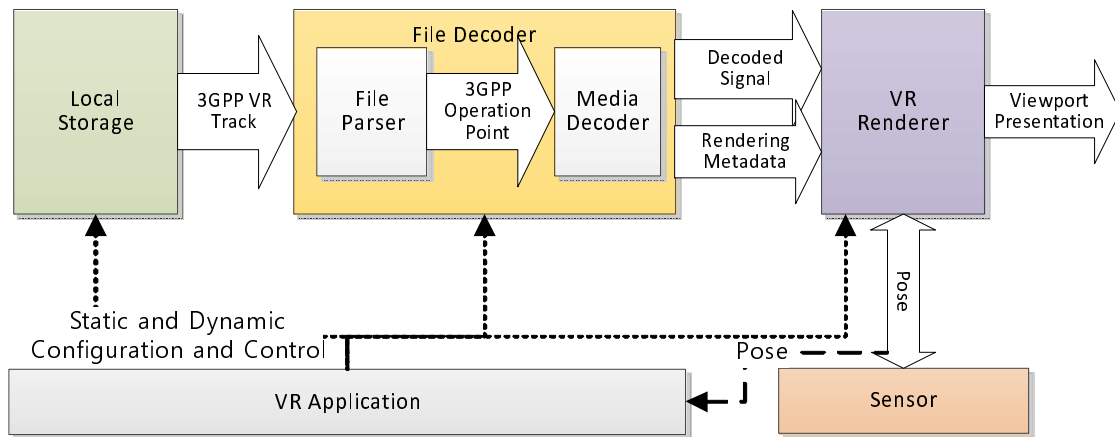 File Decoder
Local
Storage
3GPP VR
Track
File
Parser
3GPP
Operation
Point
Media
Decoder
Decoded
Signal
Rendering
Metadata
VR
Renderer
Viewport
Presentation
Pose
Static and Dynamic
Configuration and Control
Pose
VR Application
Sensor